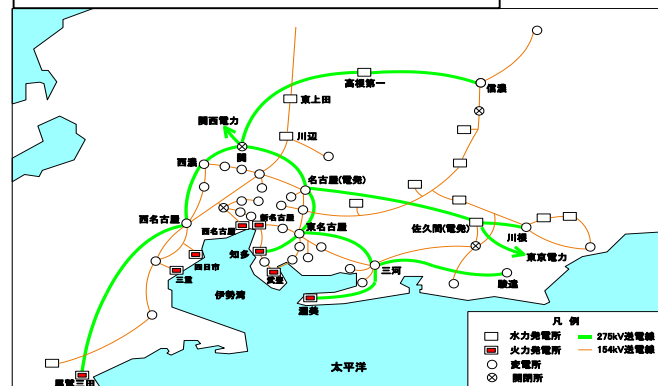 高根第一
信濃
東上田
関西電力
川辺
関
西濃
名古屋(電発)
西名古屋
西名古屋
新名古屋
東名古屋
佐久間(電発)
川根
知多
東京電力
四日市
三重
武豊
三河
駿遠
伊勢湾
渥美
太平洋
尾鷲三田
凡 例
水力発電所
275kV送電線
火力発電所
154kV送電線
変電所
開閉所